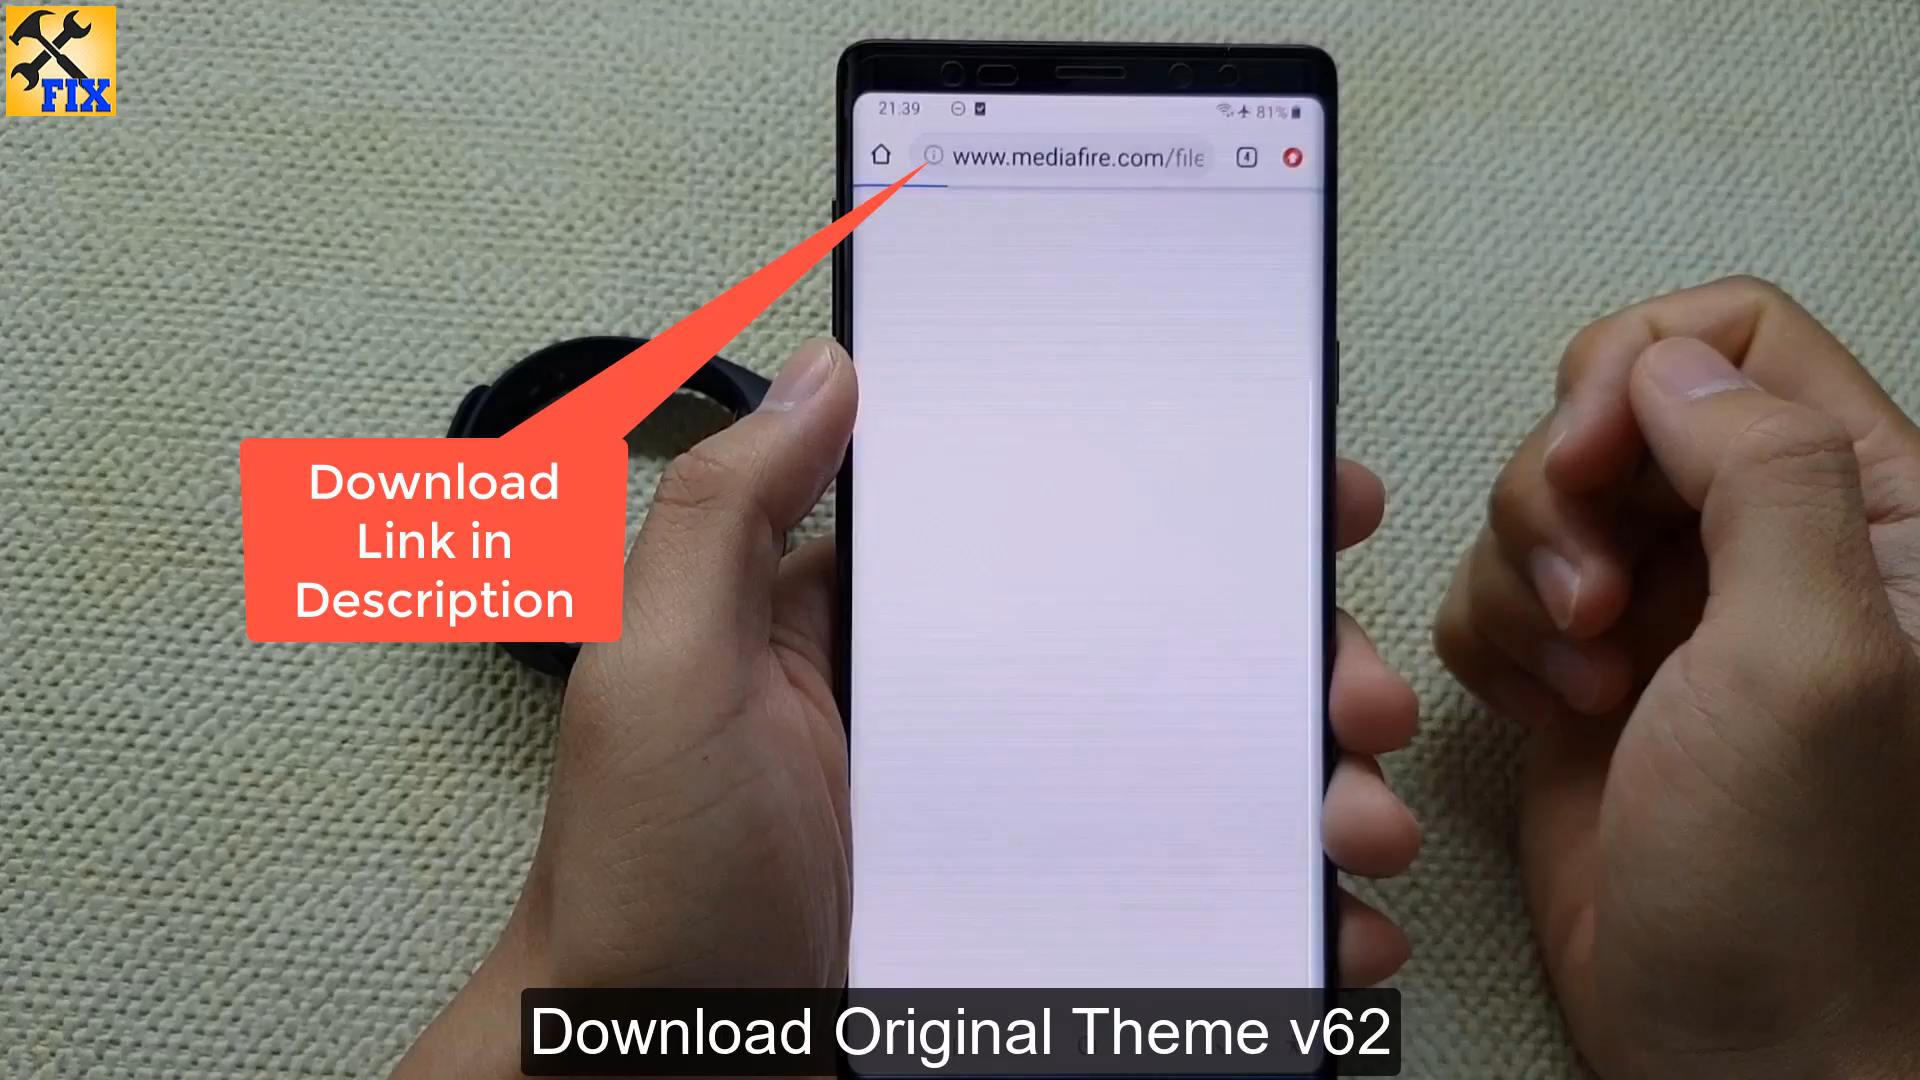 FIX
21:39
81%
www.mediafire.com/file
4
Download
Link in
Description
Download Original Theme v62